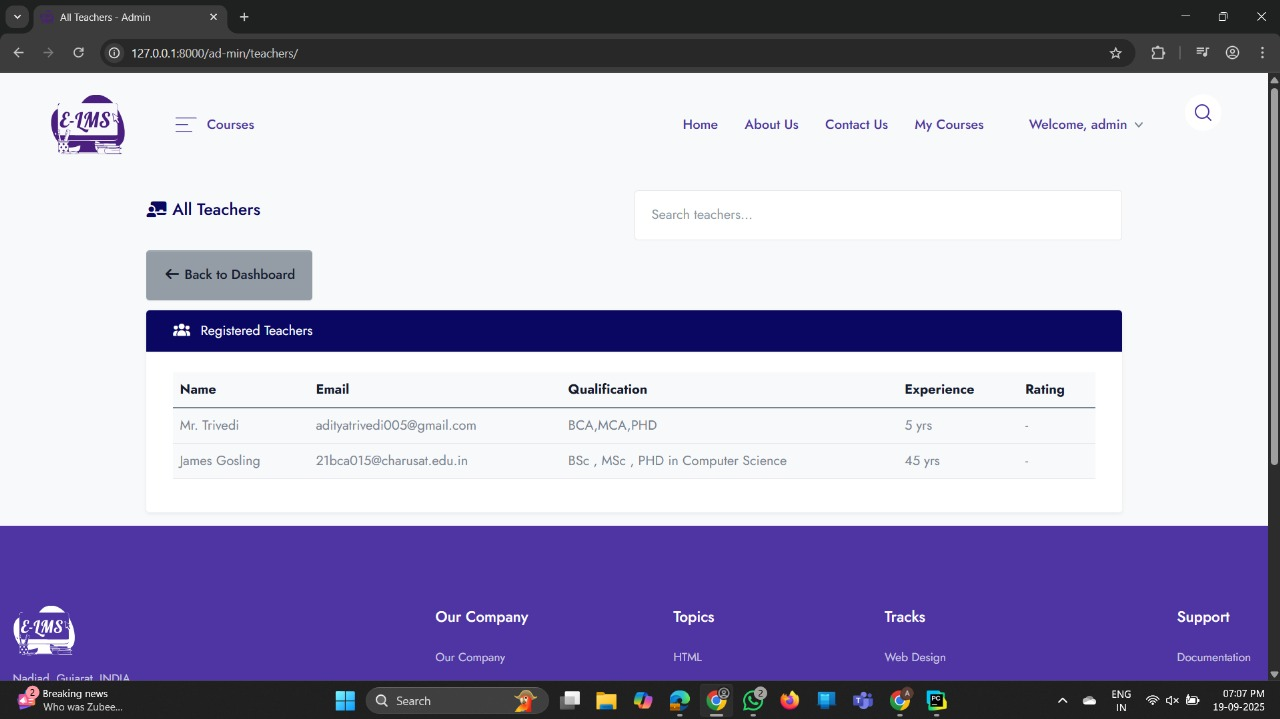 All Teachers - Admin
127.0.0.1:8000/ad-min/teachers/
E-LMS
Courses
Home
About Us
Contact Us
My Courses
Welcome, admin
All Teachers
Search teachers...
Back to Dashboard
Registered Teachers
Name Email Qualification Experience Rating
Mr. Trivedi adityatrivedi005@gmail.com BCA,MCA,PHD 5 yrs -
James Gosling 21bca015@charusat.edu.in BSc , MSc , PHD in Computer Science 45 yrs -
E-LMS
Nadiad, Gujarat, INDIA
Our Company
Our Company
Topics
HTML
Tracks
Web Design
Support
Documentation
2
Breaking news
Who was Zubee...
Search
2
A
PC
ENG
IN
07:07 PM
19-09-2025